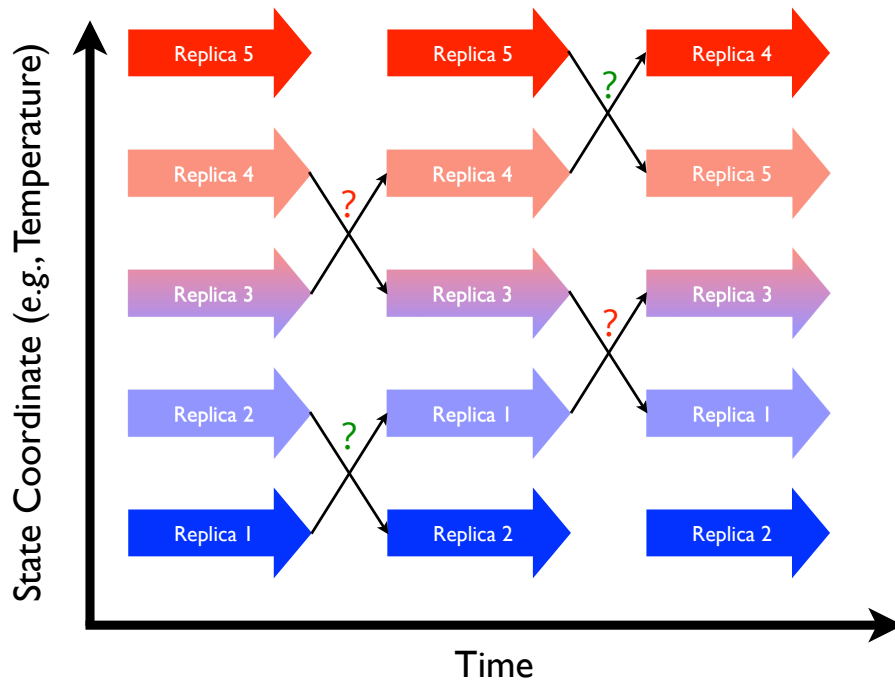 State Coordinate (e.g., Temperature)
Replica 5
Replica 5
Replica 4
?
Replica 4
Replica 4
Replica 5
?
Replica 3
Replica 3
Replica 3
?
Replica 2
Replica 1
Replica 1
?
Replica 1
Replica 2
Replica 2
Time